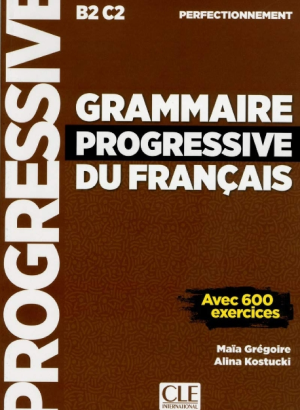 PROGRESSIVE
B2 C2
PERFECTIONNEMENT
GRAMMAIRE
PROGRESSIVE
DU FRANÇAIS
Avec 600
exercices
Maïa Grégoire
Alina Kostucki
CLE
INTERNATIONAL